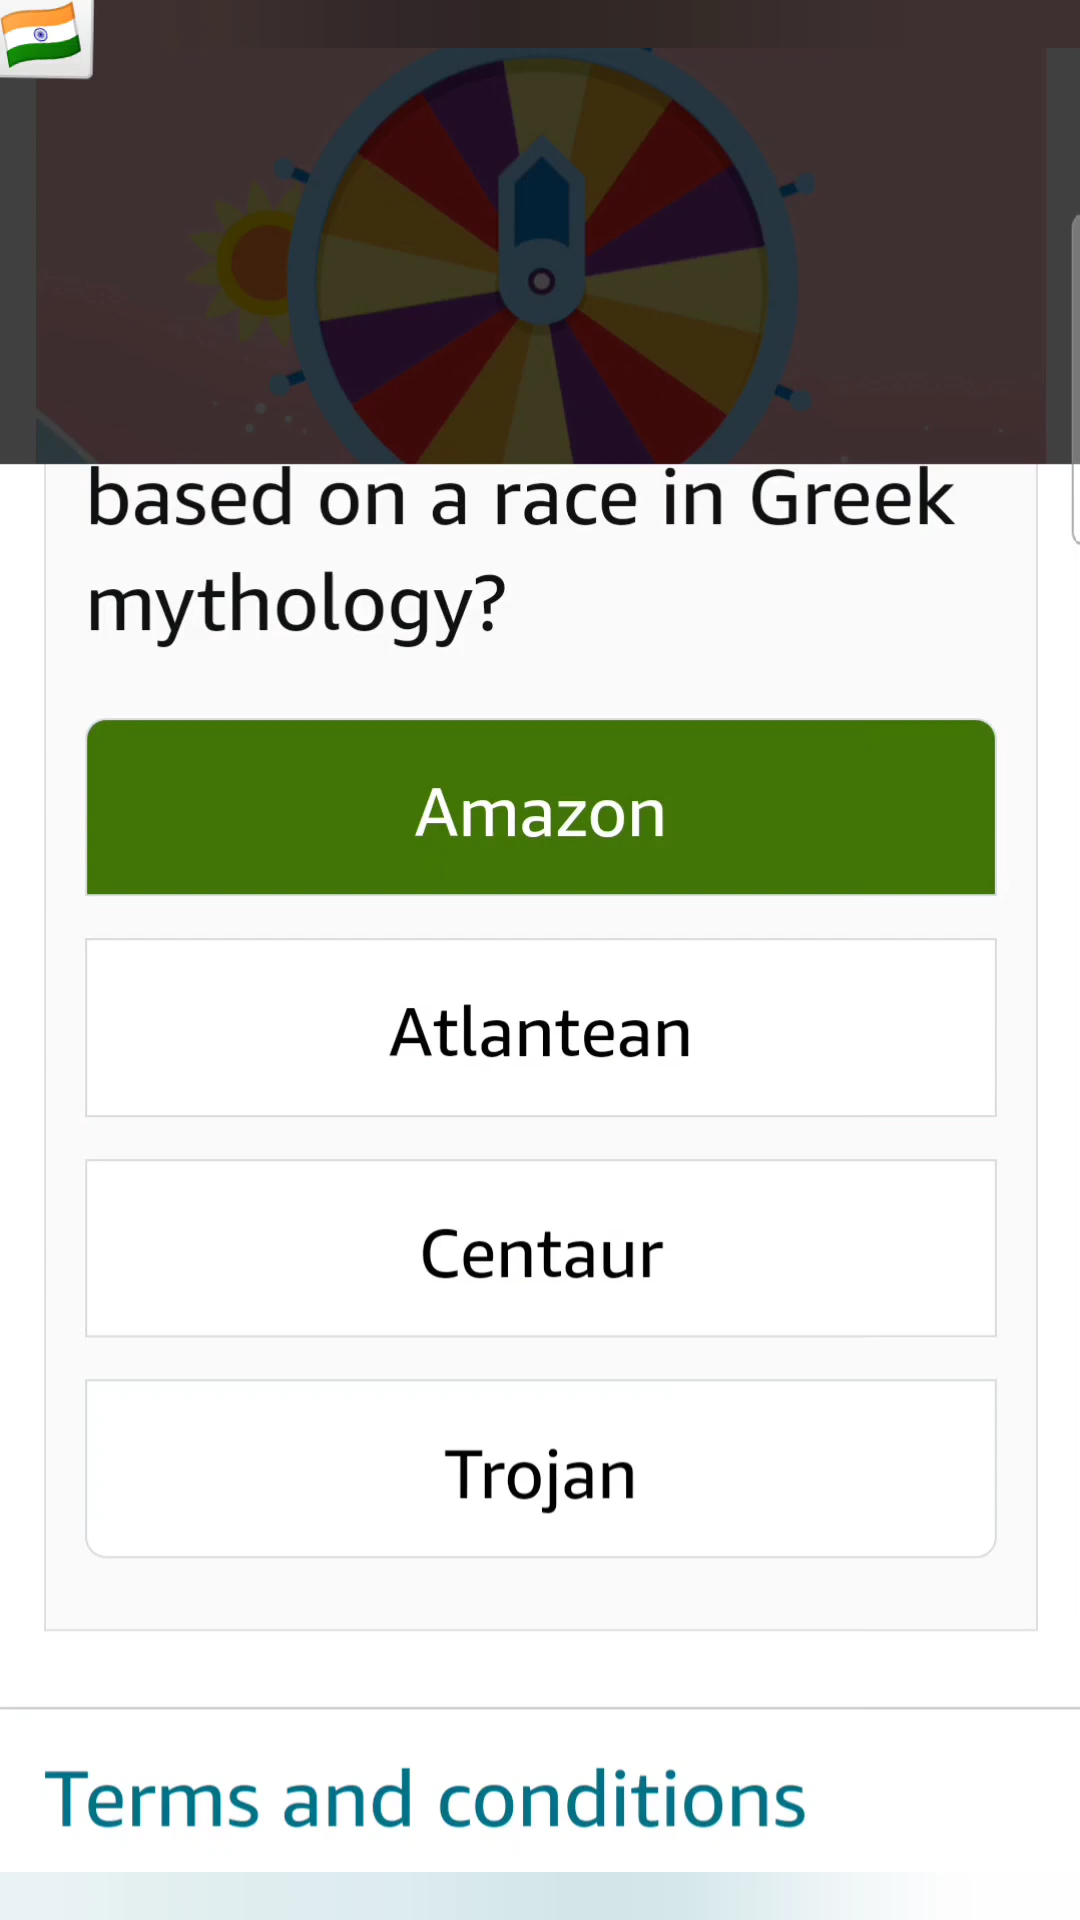 based on a race in Greek
mythology?
Amazon
Atlantean
Centaur
Trojan
Terms and conditions